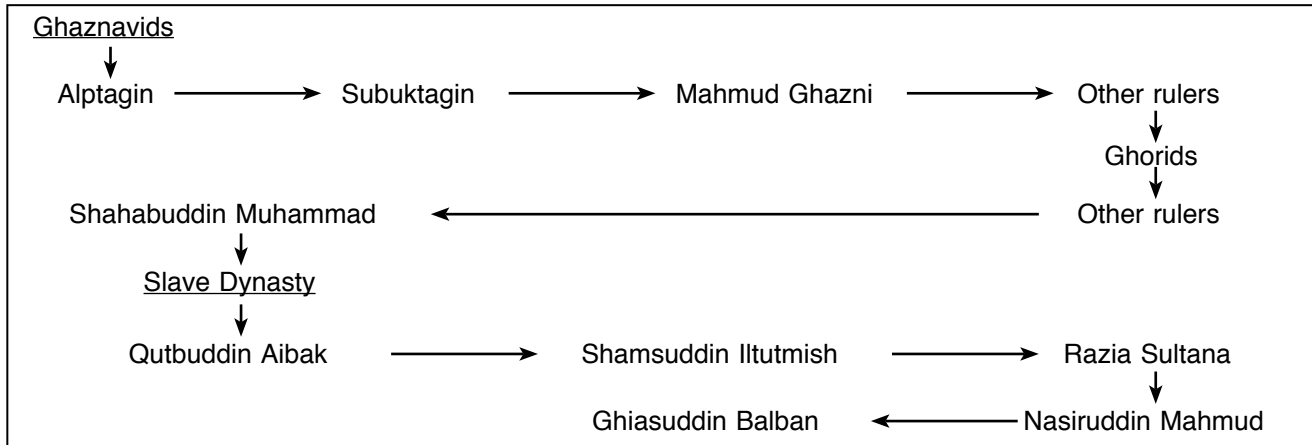 Ghaznavids
Alptagin Subuktagin Mahmud Ghazni Other rulers
Ghorids
Shahabuddin Muhammad Other rulers
Slave Dynasty
Qutbuddin Aibak Shamsuddin Iltutmish Razia Sultana
Ghiasuddin Balban Nasiruddin Mahmud